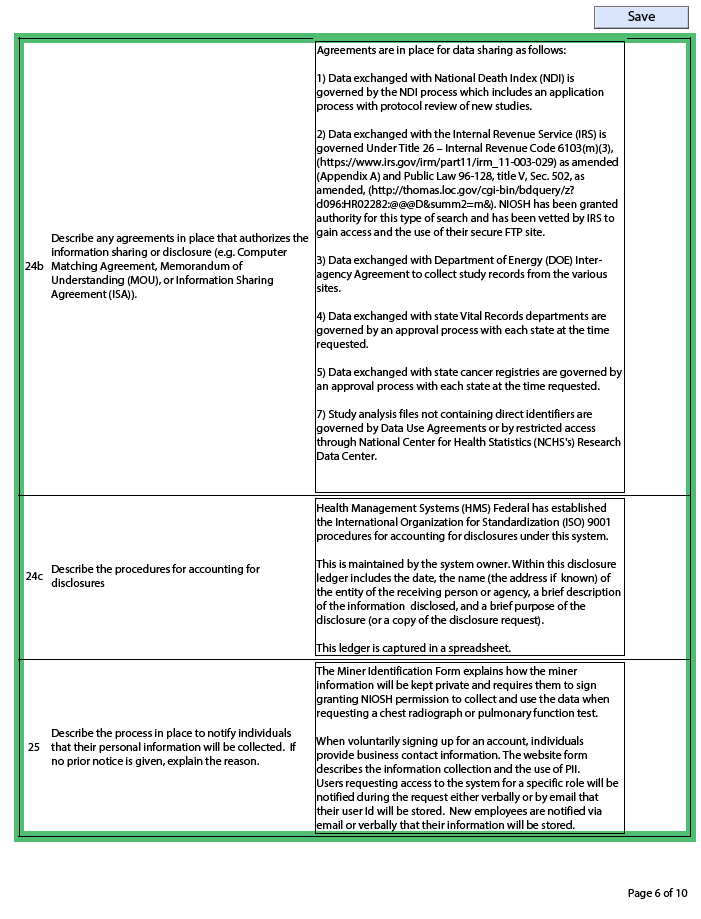 Save
Agreements are in place for data sharing as follows:
1) Data exchanged with National Death Index (NDI) is
governed by the NDI process which includes an application
process with protocol review of new studies.
2) Data exchanged with the Internal Revenue Service (IRS) is
governed Under Title 26 – Internal Revenue Code 6103(m)(3),
(https://www.irs.gov/irm/part11/irm_11-003-029) as amended
(Appendix A) and Public Law 96-128, title V, Sec. 502, as
amended, (http://thomas.loc.gov/cgi-bin/bdquery/z?
d096:HR02282:@@@D&summ2=m&). NIOSH has been granted
authority for this type of search and has been vetted by IRS to
gain access and the use of their secure FTP site.
3) Data exchanged with Department of Energy (DOE) Inter-
agency Agreement to collect study records from the various
sites.
4) Data exchanged with state Vital Records departments are
governed by an approval process with each state at the time
requested.
5) Data exchanged with state cancer registries are governed by
an approval process with each state at the time requested.
7) Study analysis files not containing direct identifiers are
governed by Data Use Agreements or by restricted access
through National Center for Health Statistics (NCHS's) Research
Data Center.
24b
Describe any agreements in place that authorizes the
information sharing or disclosure (e.g. Computer
Matching Agreement, Memorandum of
Understanding (MOU), or Information Sharing
Agreement (ISA)).
Health Management Systems (HMS) Federal has established
the International Organization for Standardization (ISO) 9001
procedures for accounting for disclosures under this system.
This is maintained by the system owner. Within this disclosure
ledger includes the date, the name (the address if known) of
the entity of the receiving person or agency, a brief description
of the information disclosed, and a brief purpose of the
disclosure (or a copy of the disclosure request).
This ledger is captured in a spreadsheet.
24c
Describe the procedures for accounting for
disclosures
The Miner Identification Form explains how the miner
information will be kept private and requires them to sign
granting NIOSH permission to collect and use the data when
requesting a chest radiograph or pulmonary function test.
When voluntarily signing up for an account, individuals
provide business contact information. The website form
describes the information collection and the use of PII.
Users requesting access to the system for a specific role will be
notified during the request either verbally or by email that
their user Id will be stored. New employees are notified via
email or verbally that their information will be stored.
25
Describe the process in place to notify individuals
that their personal information will be collected. If
no prior notice is given, explain the reason.
Page 6 of 10